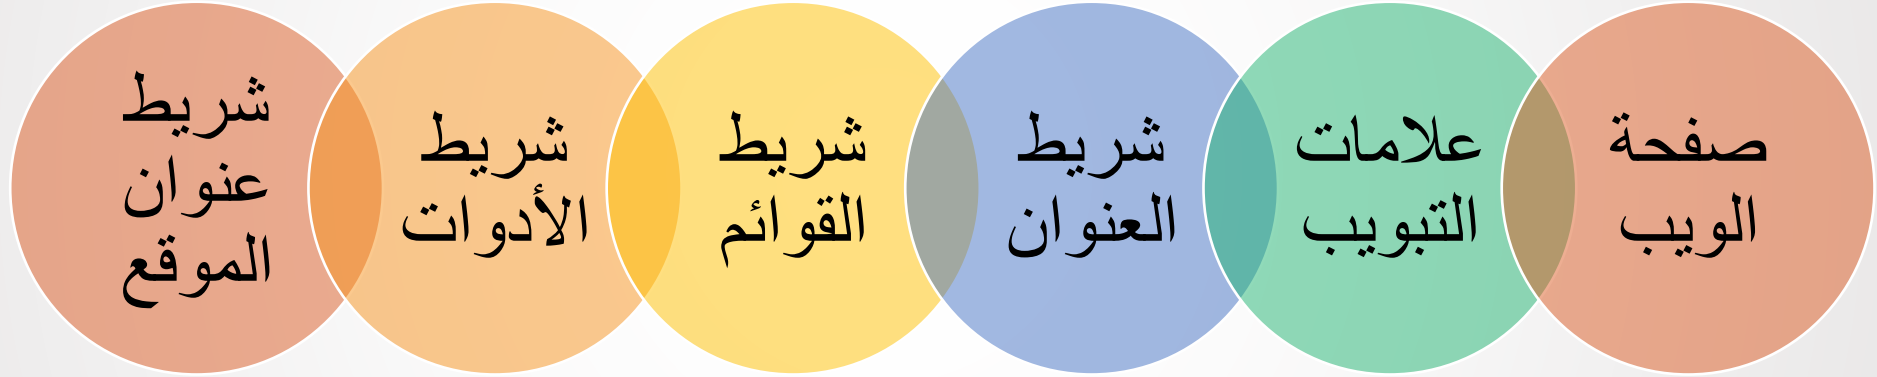 صفحة
الويب
علامات
التبويب
شريط
العنوان
شريط
القوائم
شريط
الأدوات
شريط
عنوان
الموقع